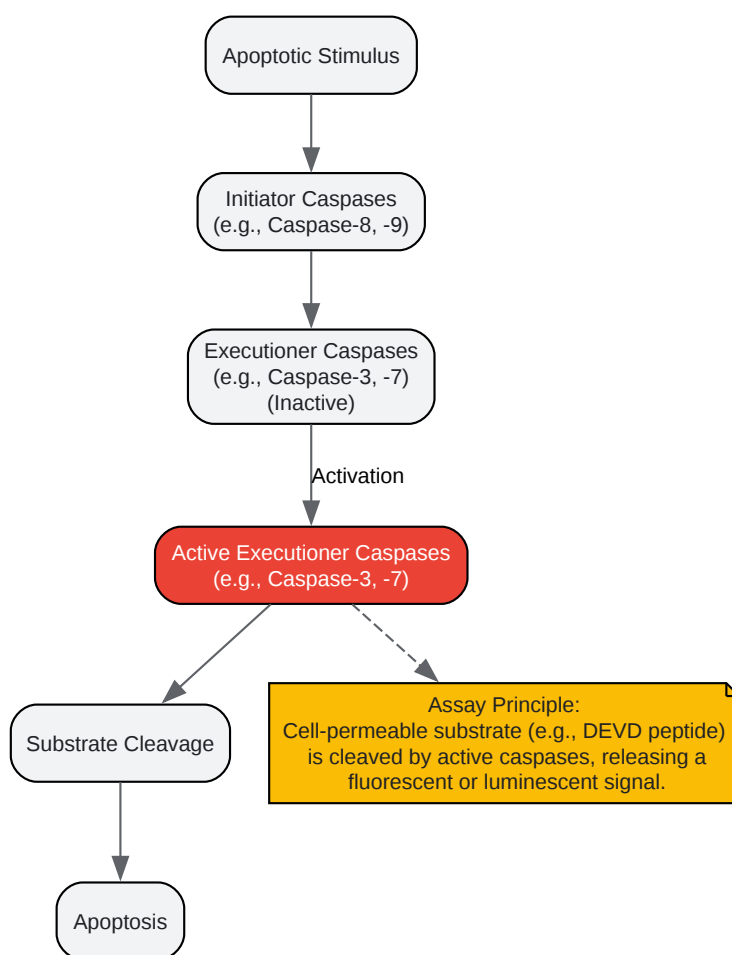 Apoptotic Stimulus
Initiator Caspases
(e.g., Caspase-8, -9)
Executioner Caspases
(e.g., Caspase-3, -7)
(Inactive)
Activation
Active Executioner Caspases
(e.g., Caspase-3, -7)
Substrate Cleavage
Assay Principle:
Cell-permeable substrate (e.g., DEVD peptide)
is cleaved by active caspases, releasing a
fluorescent or luminescent signal.
Apoptosis